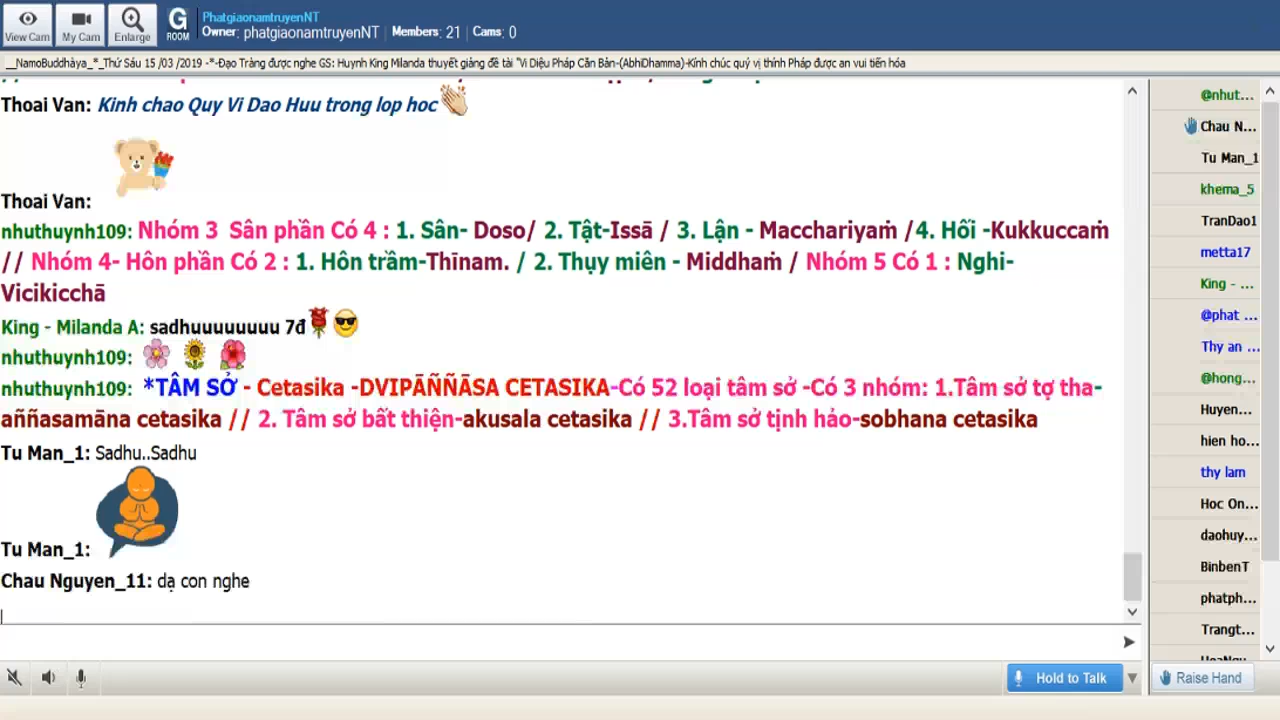 View Cam
My Cam
Enlarge
G
ROOM
PhatgiaonamtruyenNT
Owner: phatgiaonamtruyenNT Members: 21 Cams: 0
__NamoBuddhàya_*_Thứ Sáu 15 /03 /2019 -*-Đạo Tràng được nghe GS: Huynh King Milanda thuyết giảng đề tài "Vi Diệu Pháp Căn Bản-(AbhiDhamma)-Kính chúc quý vị thính Pháp được an vui tiến hóa
Thoai Van: Kinh chao Quy Vi Dao Huu trong lop hoc
Thoai Van:
nhuthuynh109: Nhóm 3 Sân phần Có 4 : 1. Sân- Doso/ 2. Tật-Issā / 3. Lận - Macchariyaṁ /4. Hối -Kukkuccaṁ
// Nhóm 4- Hôn phần Có 2 : 1. Hôn trầm-Thīnam. / 2. Thụy miên - Middhaṁ / Nhóm 5 Có 1 : Nghi-
Vicikicchā
King - Milanda A: sadhuuuuuuuu 7đ
nhuthuynh109:
nhuthuynh109: *TÂM SỞ - Cetasika -DVIPĀÑÑĀSA CETASIKA-Có 52 loại tâm sở -Có 3 nhóm: 1.Tâm sở tợ tha-
aññasamāna cetasika // 2. Tâm sở bất thiện-akusala cetasika // 3.Tâm sở tịnh hảo-sobhana cetasika
Tu Man_1: Sadhu..Sadhu
Tu Man_1:
Chau Nguyen_11: dạ con nghe
@nhut...
Chau N...
Tu Man_1
khema_5
TranDao1
metta17
King - ...
@phat ...
Thy an ...
@hong...
Huyen...
hien ho...
thy lam
Hoc On...
daohuy...
BinbenT
phatph...
Trangt...
Hold to Talk
Raise Hand